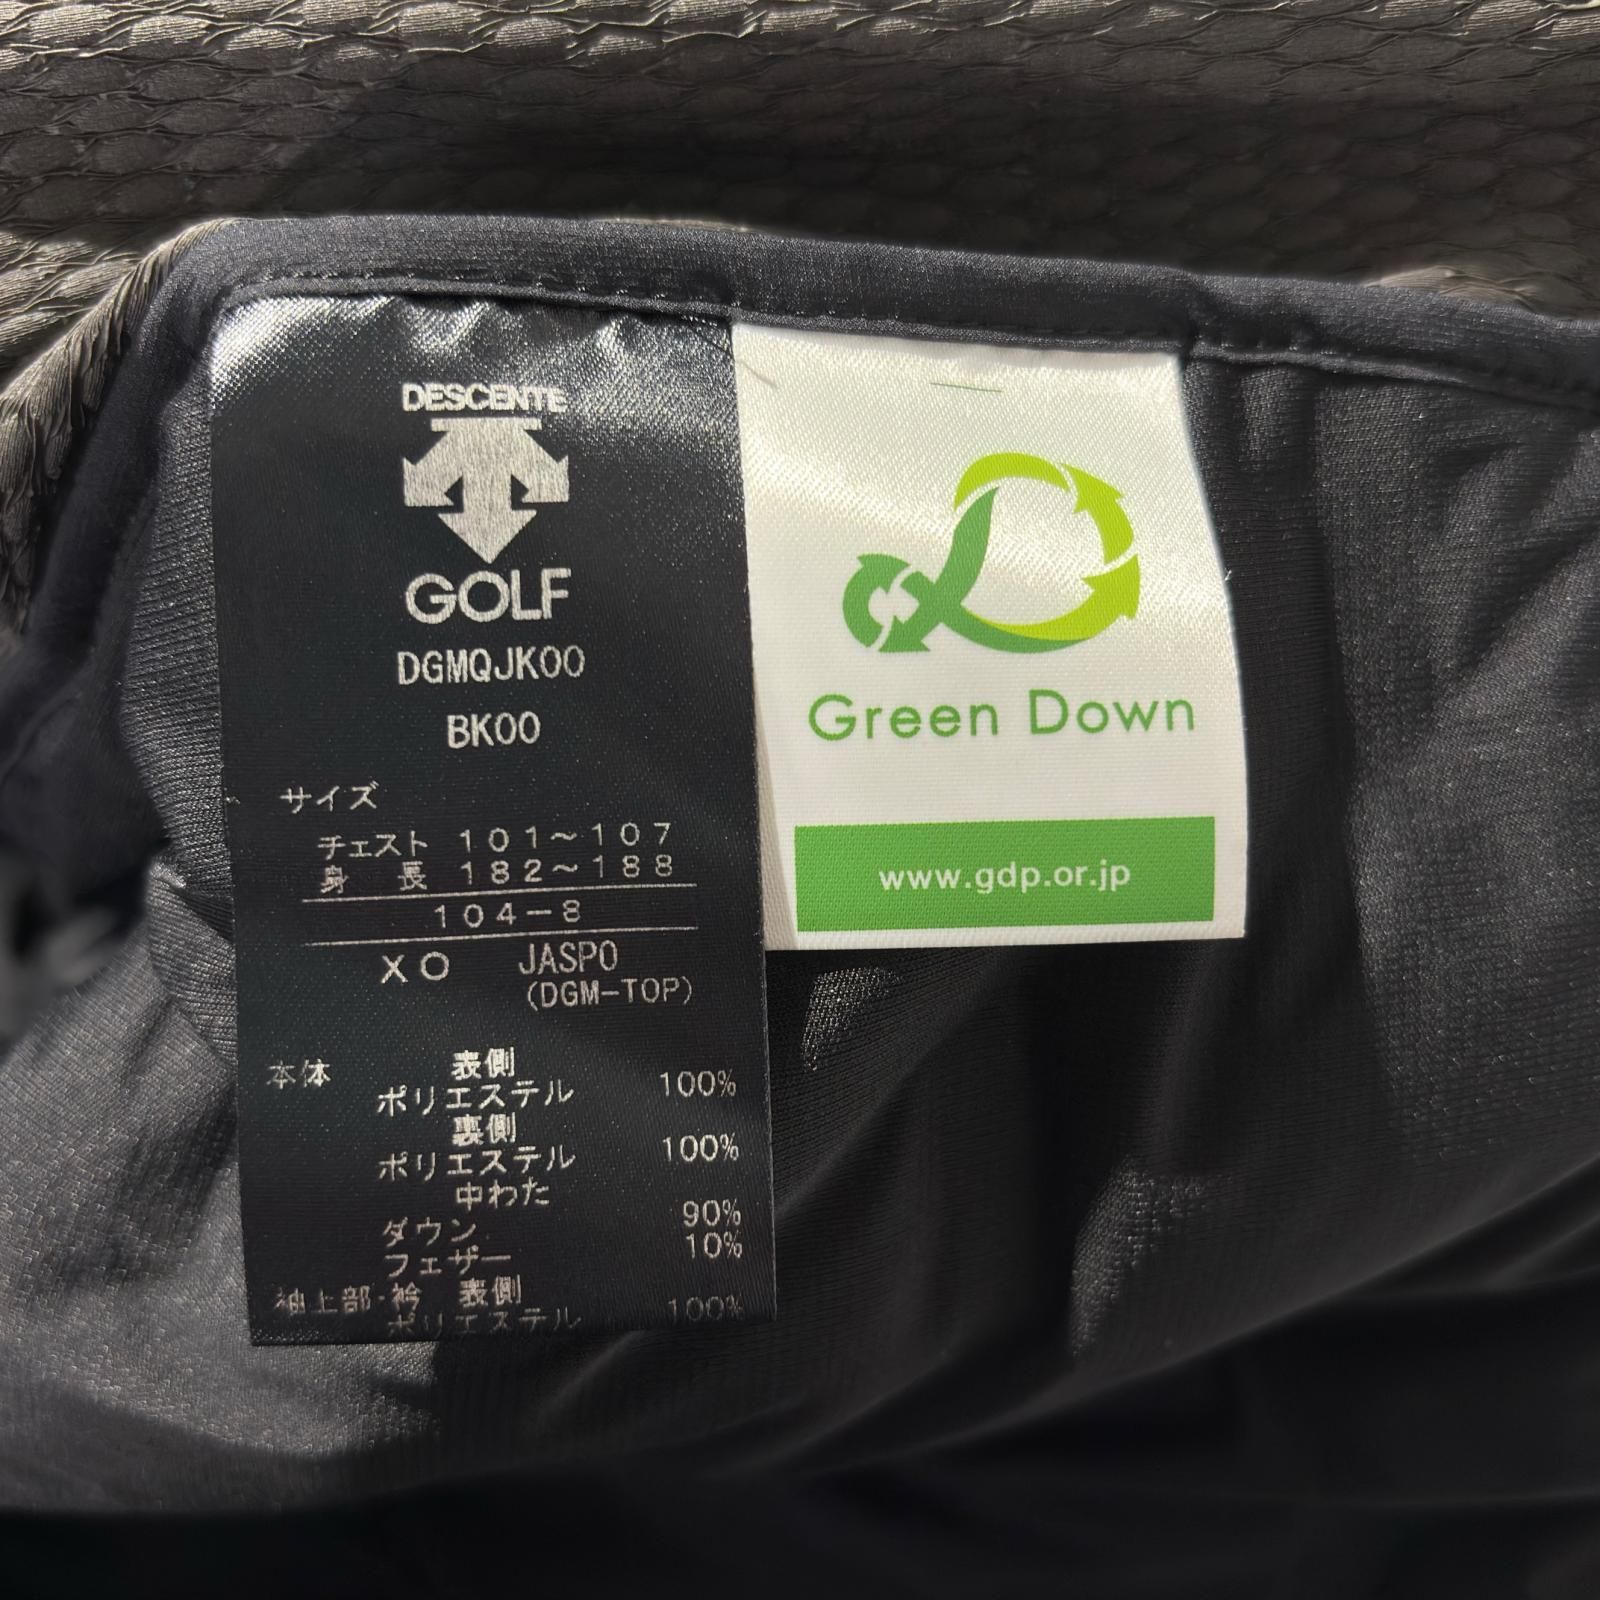 DESCENTE
GOLF
DGMQJK00
BK00
サイズ
チェスト 101〜107
身長 182〜188
104-8
XO JASPO
(DGM-TOP)
本体 表側
ポリエステル 100%
裏側
ポリエステル 100%
中わた
ダウン 90%
フェザー 10%
袖上部・衿 表側
ポリエステル 100%
Green Down
www.gdp.or.jp